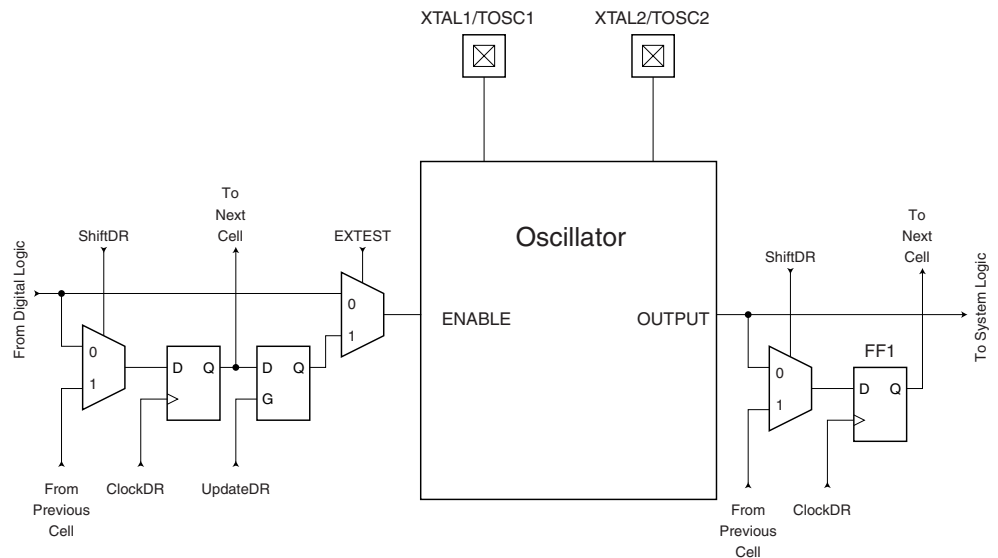 XTAL1/TOSC1
XTAL2/TOSC2
To
Next
Cell
ShiftDR
EXTEST
From Digital Logic
0
1
0
1
D Q
D Q
G
From
Previous
Cell
ClockDR
UpdateDR
Oscillator
ENABLE
OUTPUT
To
Next
Cell
ShiftDR
To System Logic
FF1
0
1
D Q
From
Previous
Cell
ClockDR